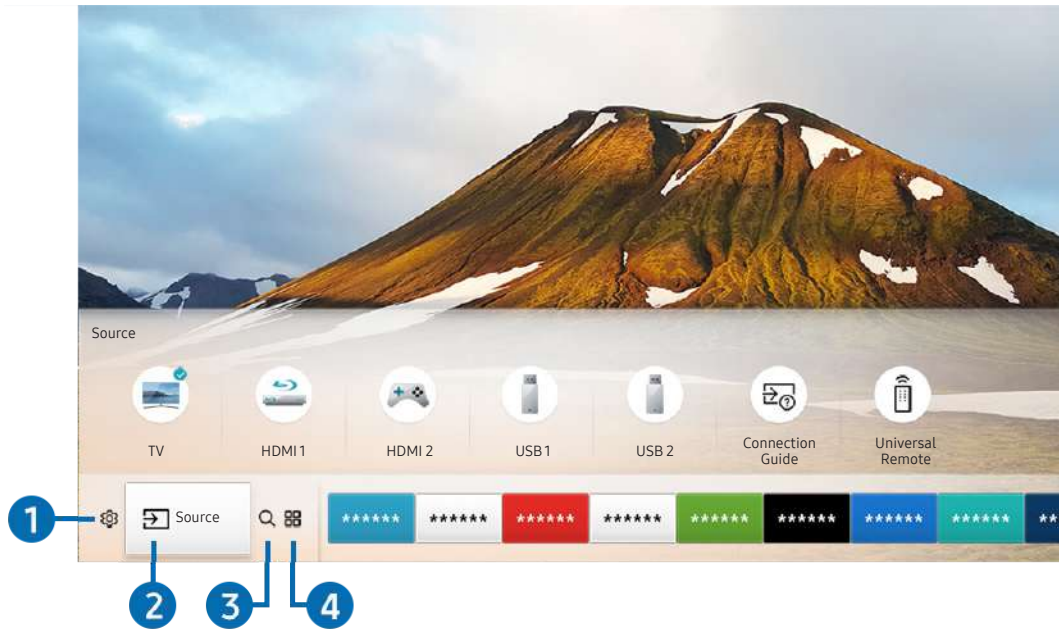 Source
TV
HDMI 1
HDMI 2
USB 1
USB 2
Connection
Guide
Universal
Remote
1
Source
****** ****** ****** ****** ****** ****** ****** ****** **
2
3
4